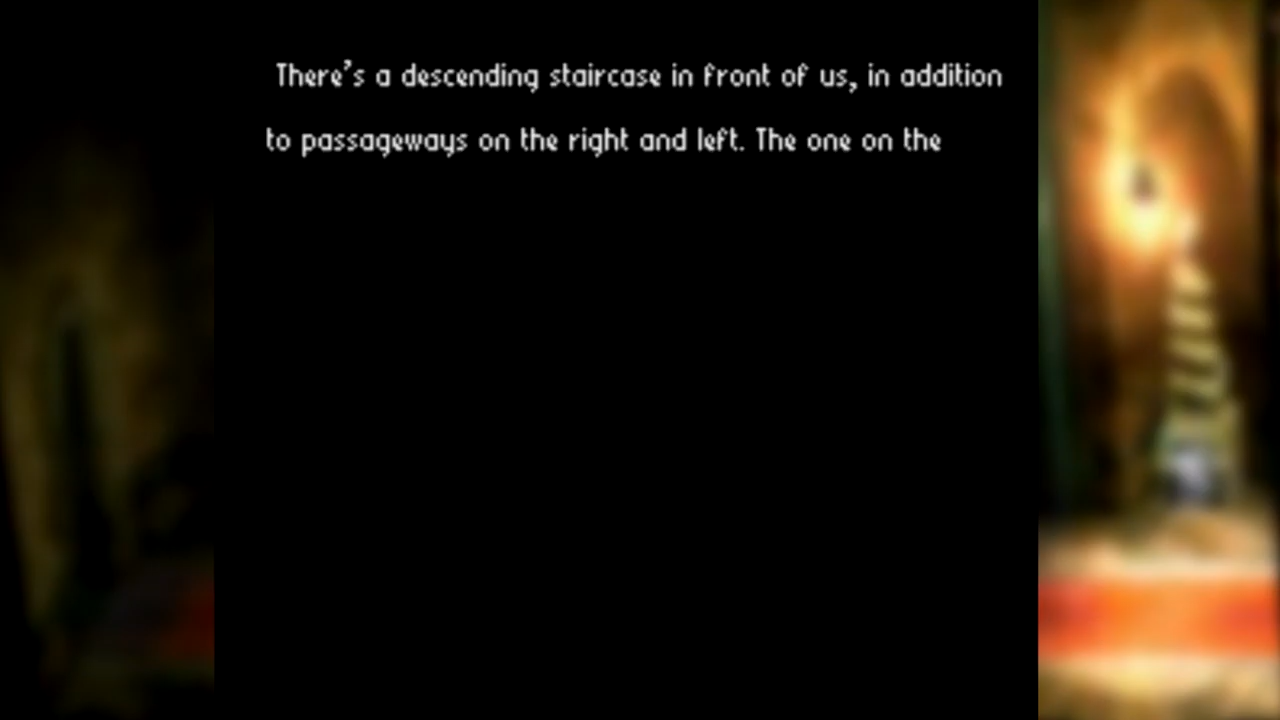 There's a descending staircase in front of us, in addition
to passageways on the right and left. The one on the